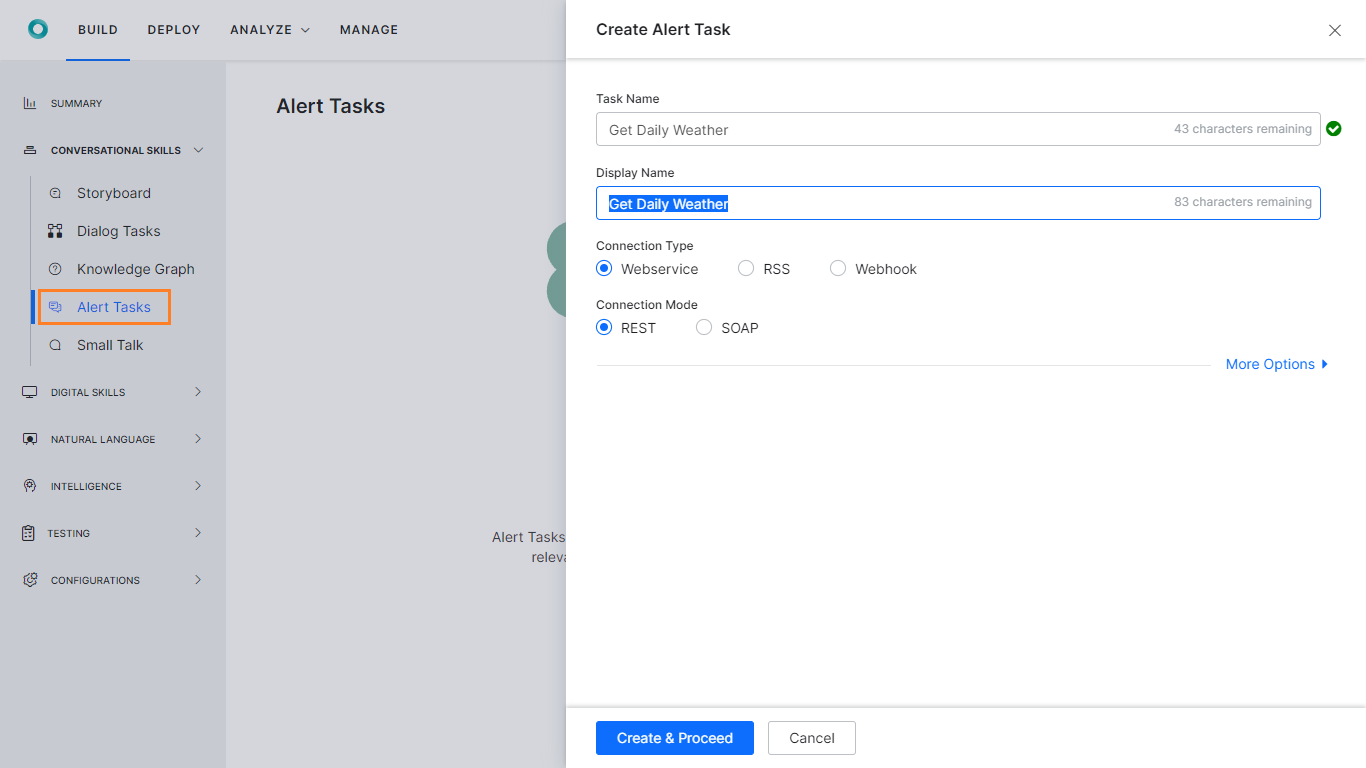 BUILD DEPLOY ANALYZE MANAGE
SUMMARY
CONVERSATIONAL SKILLS
Storyboard
Dialog Tasks
Knowledge Graph
Alert Tasks
Small Talk
DIGITAL SKILLS
NATURAL LANGUAGE
INTELLIGENCE
TESTING
CONFIGURATIONS
Alert Tasks
Alert Tasks
Create Alert Task
Task Name
Get Daily Weather 43 characters remaining
Display Name
Get Daily Weather 83 characters remaining
Connection Type
Webservice RSS Webhook
Connection Mode
REST SOAP
More Options
Create & Proceed Cancel